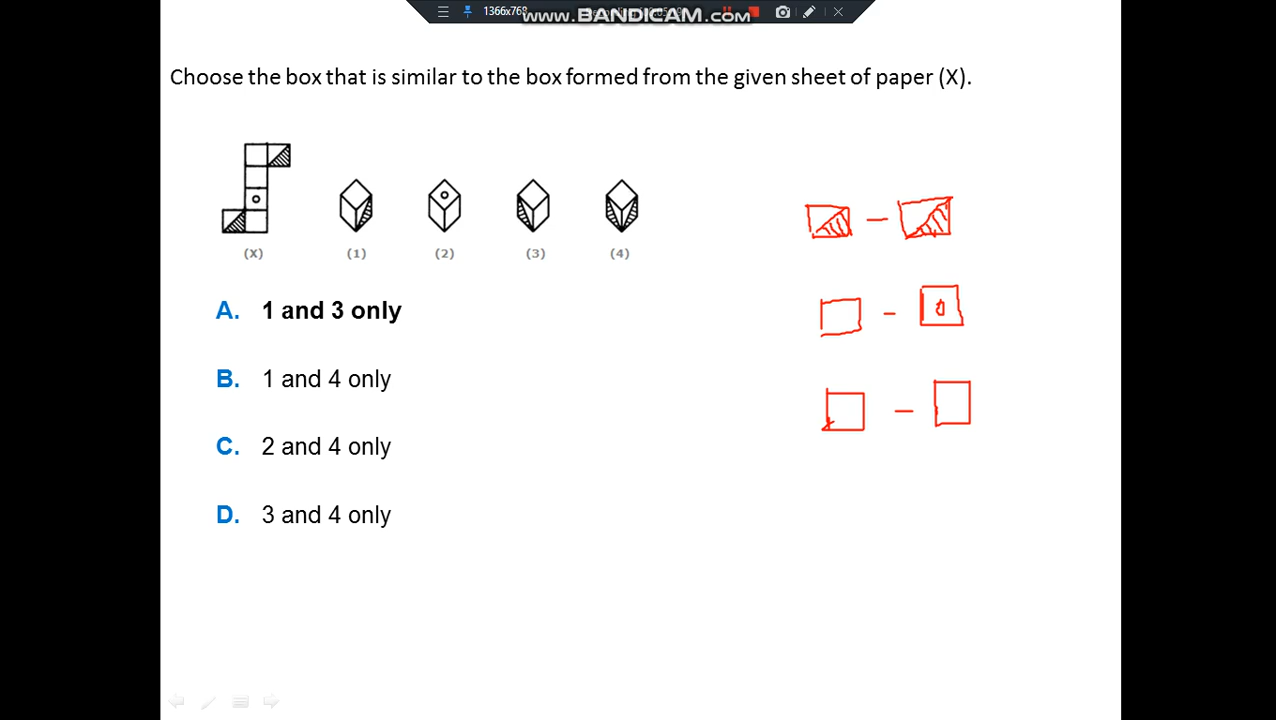 1366x768
www.BANDICAM.com
Choose the box that is similar to the box formed from the given sheet of paper (X).
(X) (1) (2) (3) (4)
A. 1 and 3 only
B. 1 and 4 only
C. 2 and 4 only
D. 3 and 4 only